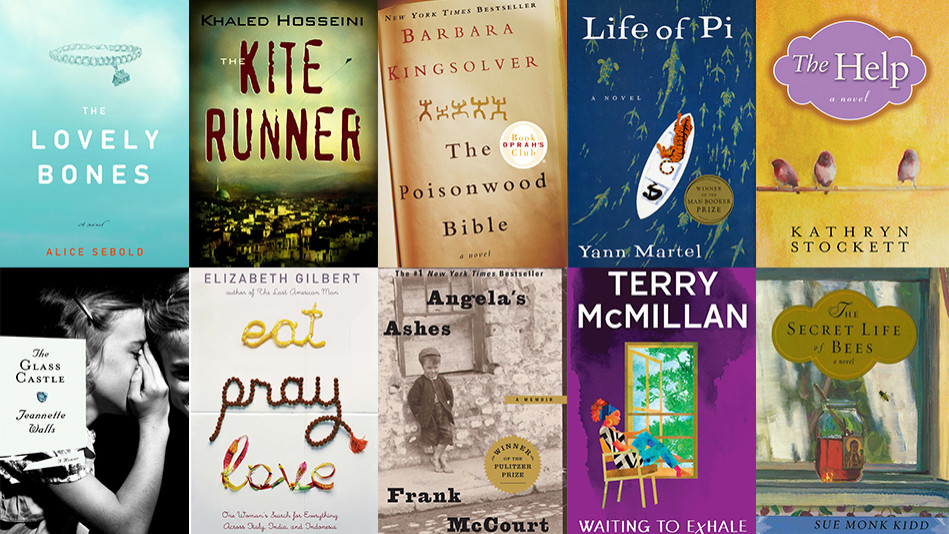 THE
LOVELY
BONES
A novel
ALICE SEBOLD
KHALED HOSSEINI
THE
KITE
RUNNER
NEW YORK TIMES BESTSELLER
BARBARA
KINGSOLVER
Book
OPRAH'S
Club
The
Poisonwood
Bible
a novel
Life of Pi
A NOVEL
WINNER
OF THE
MAN BOOKER
PRIZE
Yann Martel
The Help
a novel
KATHRYN
STOCKETT
The
GLASS
CASTLE
Jeannette
Walls
A Memoir
ELIZABETH GILBERT
author of The Last American Man
eat
pray
love
One Woman's Search for Everything
Across Italy, India and Indonesia
The #1 New York Times Bestseller
Angela's
Ashes
A MEMOIR
WINNER
OF THE
PULITZER
PRIZE
Frank
McCourt
TERRY
McMILLAN
WAITING TO EXHALE
THE
SECRET LIFE
of BEES
a novel
SUE MONK KIDD